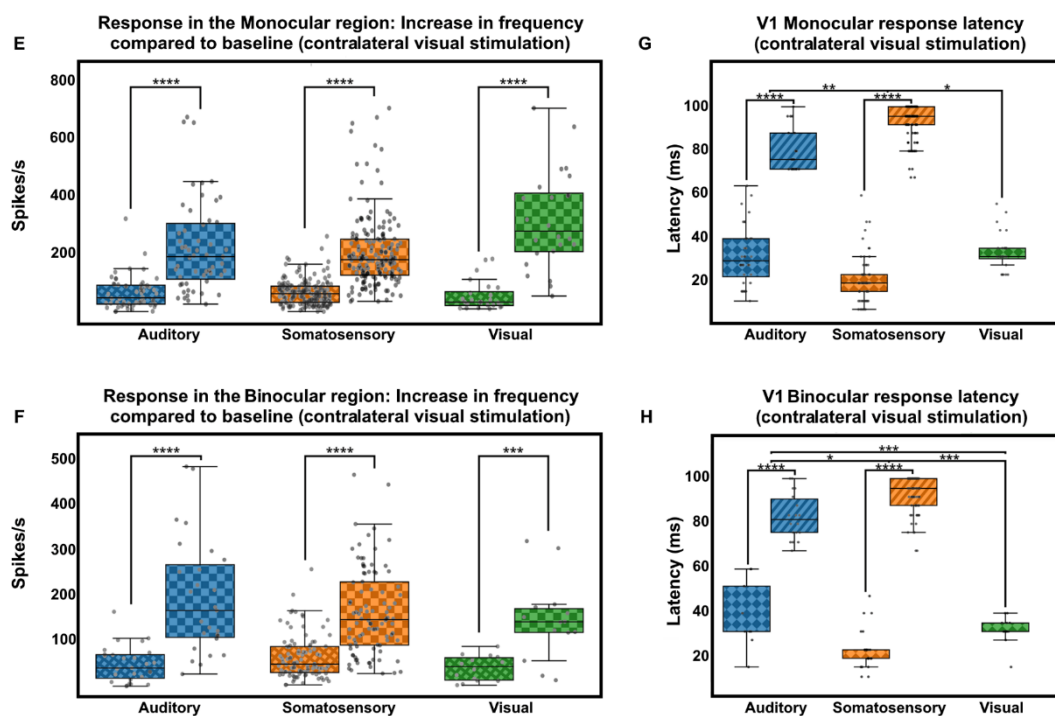 E
Response in the Monocular region: Increase in frequency
compared to baseline (contralateral visual stimulation)
Spikes/s
800
600
400
200
****
****
****
Auditory
Somatosensory
Visual
G
V1 Monocular response latency
(contralateral visual stimulation)
Latency (ms)
100
80
60
40
20
****
**
****
*
Auditory
Somatosensory
Visual
F
Response in the Binocular region: Increase in frequency
compared to baseline (contralateral visual stimulation)
Spikes/s
500
400
300
200
100
****
****
***
Auditory
Somatosensory
Visual
H
V1 Binocular response latency
(contralateral visual stimulation)
Latency (ms)
100
80
60
40
20
***
****
*
****
***
Auditory
Somatosensory
Visual